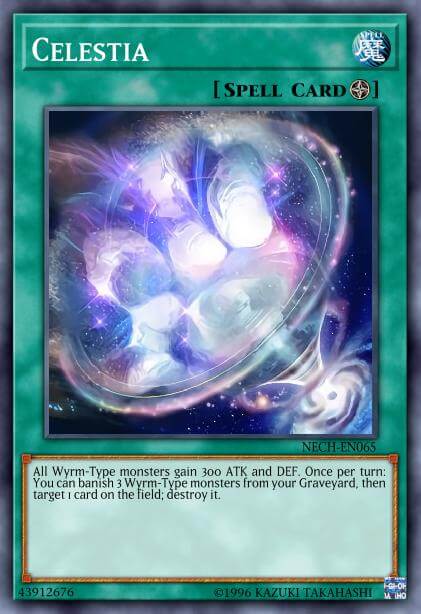 CELESTIA
SPELL
魔
[SPELL CARD]
NECH-EN065
All Wyrm-Type monsters gain 300 ATK and DEF. Once per turn:
You can banish 3 Wyrm-Type monsters from your Graveyard, then
target 1 card on the field; destroy it.
43912676
©1996 KAZUKI TAKAHASHI